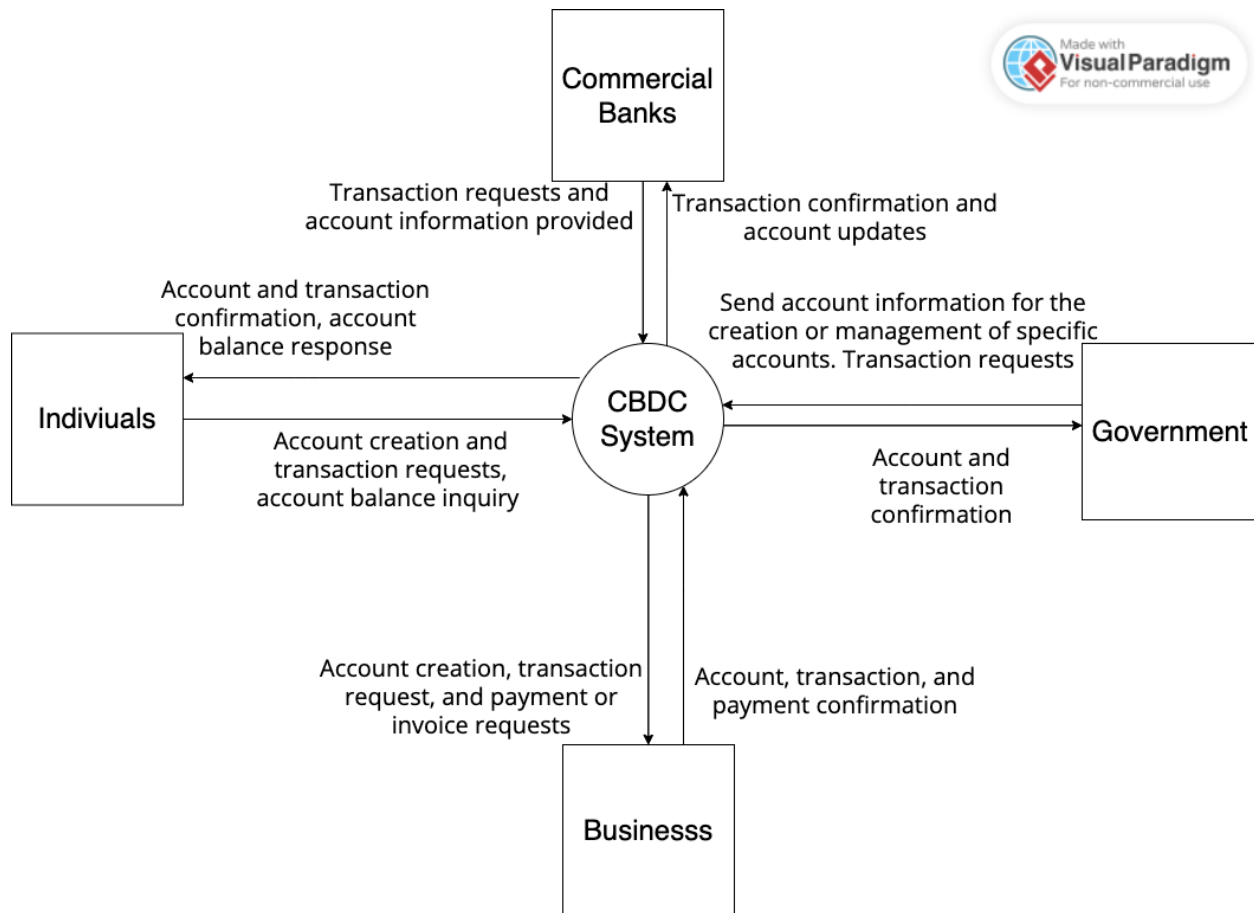 Made with
Visual Paradigm
For non-commercial use
Commercial
Banks
Transaction requests and
account information provided
Transaction confirmation and
account updates
Account and transaction
confirmation, account
balance response
Send account information for the
creation or management of specific
accounts. Transaction requests
Indiviuals
CBDC
System
Government
Account creation and
transaction requests,
account balance inquiry
Account and
transaction
confirmation
Account creation, transaction
request, and payment or
invoice requests
Account, transaction, and
payment confirmation
Businesss